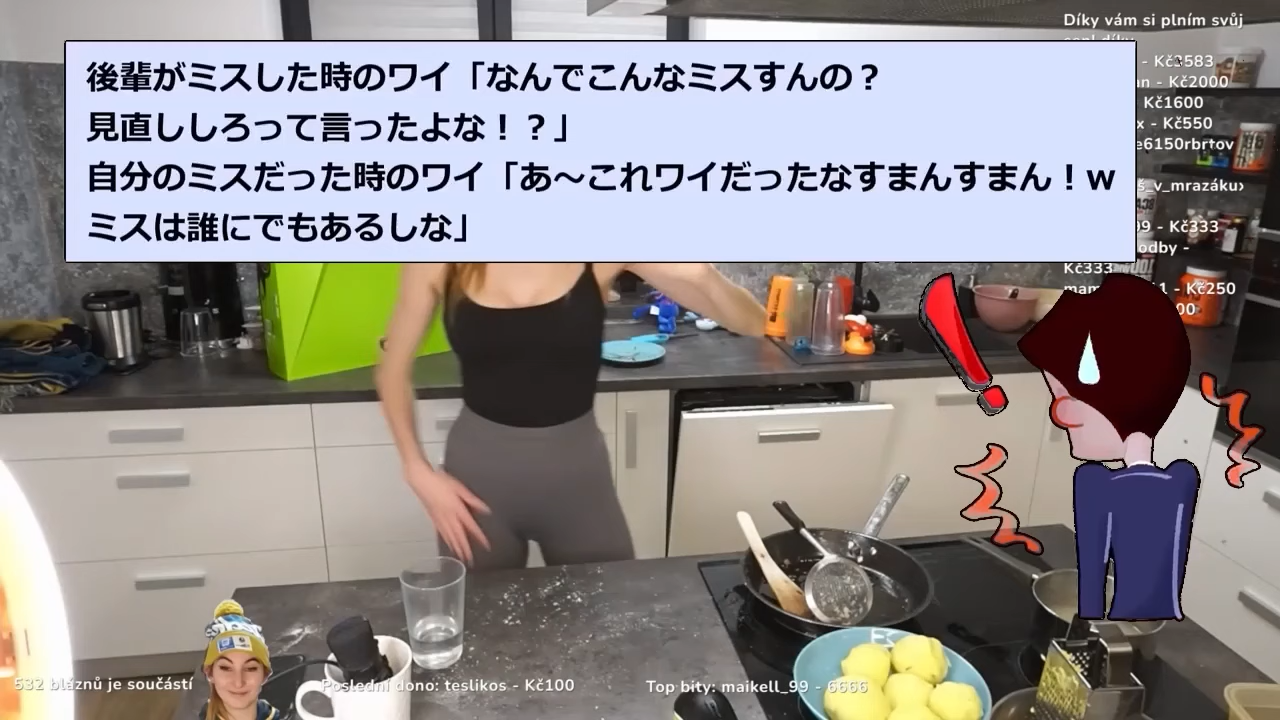 後輩がミスした時のワイ「なんでこんなミスすんの？
見直ししろって言ったよな！？」
自分のミスだった時のワイ「あ～これワイだったなすまんすまん！w
ミスは誰にでもあるしな」
Díky vám si plním svůj
- Kč3583
- Kč2000
Kč1600
- Kč550
e6150rbrtov
_v_mrazáku
- Kč333
odby -
Kč333
- Kč250
532 bláznů je součástí
Poslední dono: teslikos - Kč100
Top bity: maikell_99 - 6666